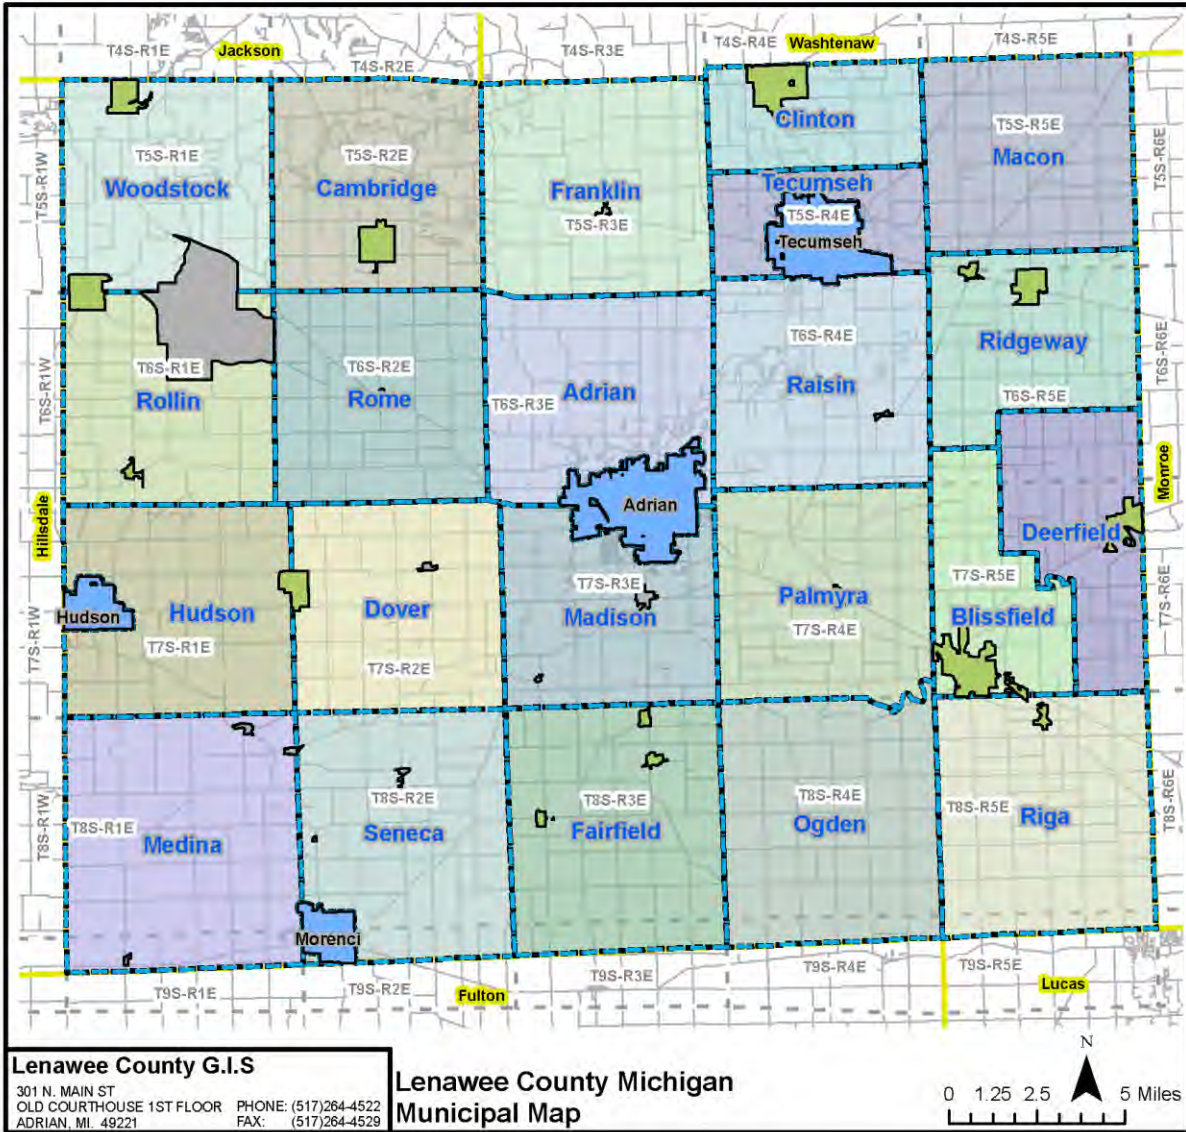 T4S-R1E
Jackson
T4S-R2E
T4S-R3E
T4S-R4E
Washtenaw
T4S-R5E
T5S-R1W
T5S-R1E
Woodstock
T5S-R2E
Cambridge
Franklin
T5S-R3E
Clinton
Tecumseh
T5S-R4E
Tecumseh
T5S-R5E
Macon
T5S-R6E
T6S-R1W
T6S-R1E
Rollin
T6S-R2E
Rome
Adrian
T6S-R3E
T6S-R4E
Raisin
Ridgeway
T6S-R5E
T6S-R6E
Hillsdale
Adrian
Monroe
Deerfield
T7S-R1W
Hudson
Hudson
T7S-R1E
Dover
T7S-R2E
T7S-R3E
Madison
Palmyra
T7S-R4E
T7S-R5E
Blissfield
T7S-R6E
T8S-R1W
T8S-R1E
Medina
T8S-R2E
Seneca
T8S-R3E
Fairfield
T8S-R4E
Ogden
T8S-R5E
Riga
T8S-R6E
Morenci
T9S-R1E
T9S-R2E
Fulton
T9S-R3E
T9S-R4E
T9S-R5E
Lucas
Lenawee County G.I.S
301 N. MAIN ST
OLD COURTHOUSE 1ST FLOOR PHONE: (517)264-4522
ADRIAN, MI. 49221 FAX: (517)264-4529
Lenawee County Michigan
Municipal Map
N
0 1.25 2.5 5 Miles